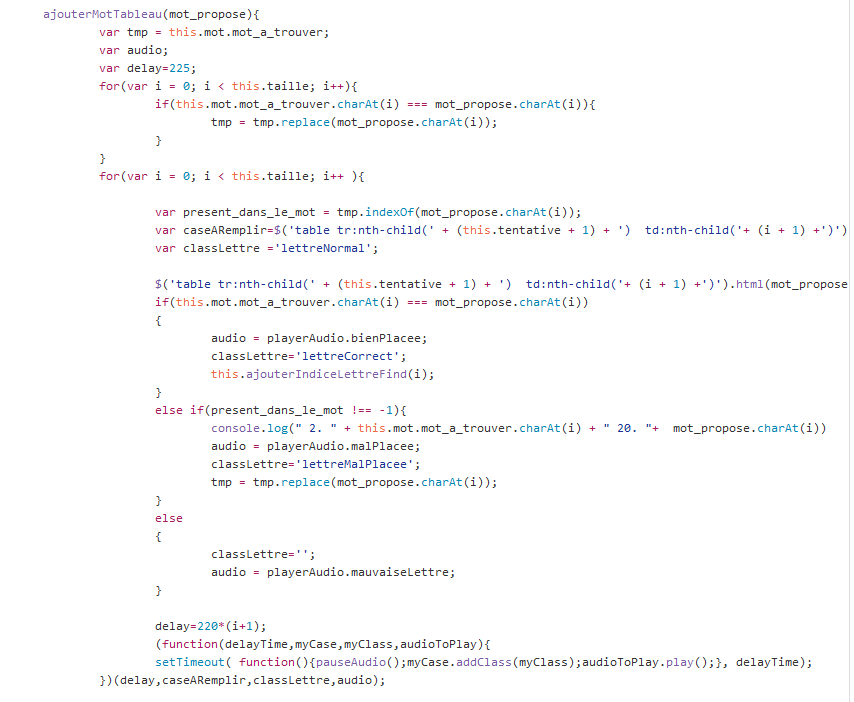 ajouterMotTableau(mot_propose){
var tmp = this.mot.mot_a_trouver;
var audio;
var delay=225;
for(var i = 0; i < this.taille; i++){
if(this.mot.mot_a_trouver.charAt(i) === mot_propose.charAt(i)){
tmp = tmp.replace(mot_propose.charAt(i));
}
}
for(var i = 0; i < this.taille; i++ ){
var present_dans_le_mot = tmp.indexOf(mot_propose.charAt(i));
var caseARemplir=$('table tr:nth-child(' + (this.tentative + 1) + ')  td:nth-child('+ (i + 1) +')')
var classLettre ='lettreNormal';
$('table tr:nth-child(' + (this.tentative + 1) + ')  td:nth-child('+ (i + 1) +')').html(mot_propose
if(this.mot.mot_a_trouver.charAt(i) === mot_propose.charAt(i))
{
audio = playerAudio.bienPlacee;
classLettre='lettreCorrect';
this.ajouterIndiceLettreFind(i);
}
else if(present_dans_le_mot !== -1){
console.log(" 2. " + this.mot.mot_a_trouver.charAt(i) + " 20. "+  mot_propose.charAt(i))
audio = playerAudio.malPlacee;
classLettre='lettreMalPlacee';
tmp = tmp.replace(mot_propose.charAt(i));
}
else
{
classLettre='';
audio = playerAudio.mauvaiseLettre;
}
delay=220*(i+1);
(function(delayTime,myCase,myClass,audioToPlay){
setTimeout( function(){pauseAudio();myCase.addClass(myClass);audioToPlay.play();}, delayTime);
})(delay,caseARemplir,classLettre,audio);